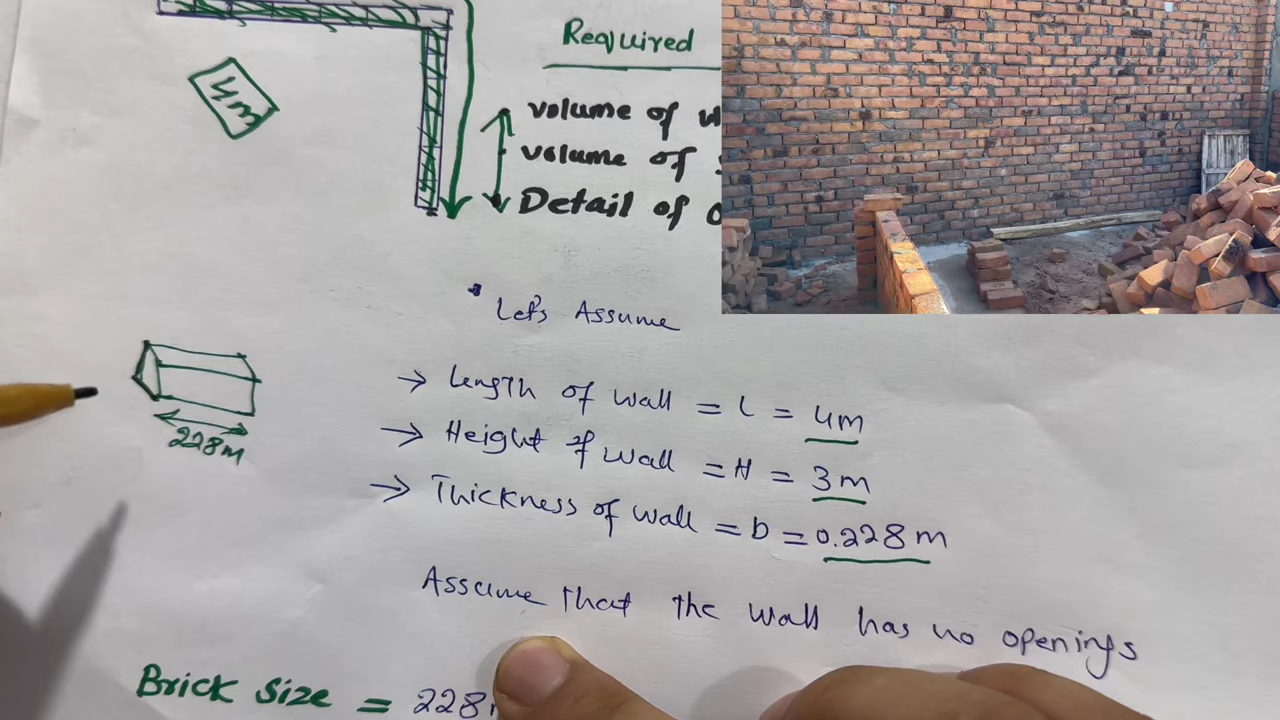 Required
volume of
volume of
Detail of
4m
Let's Assume
→ Length of wall = L = 4m
→ Height of wall = H = 3m
→ Thickness of wall = b = 0.228m
228m
Assume that the wall has no openings
Brick Size = 228